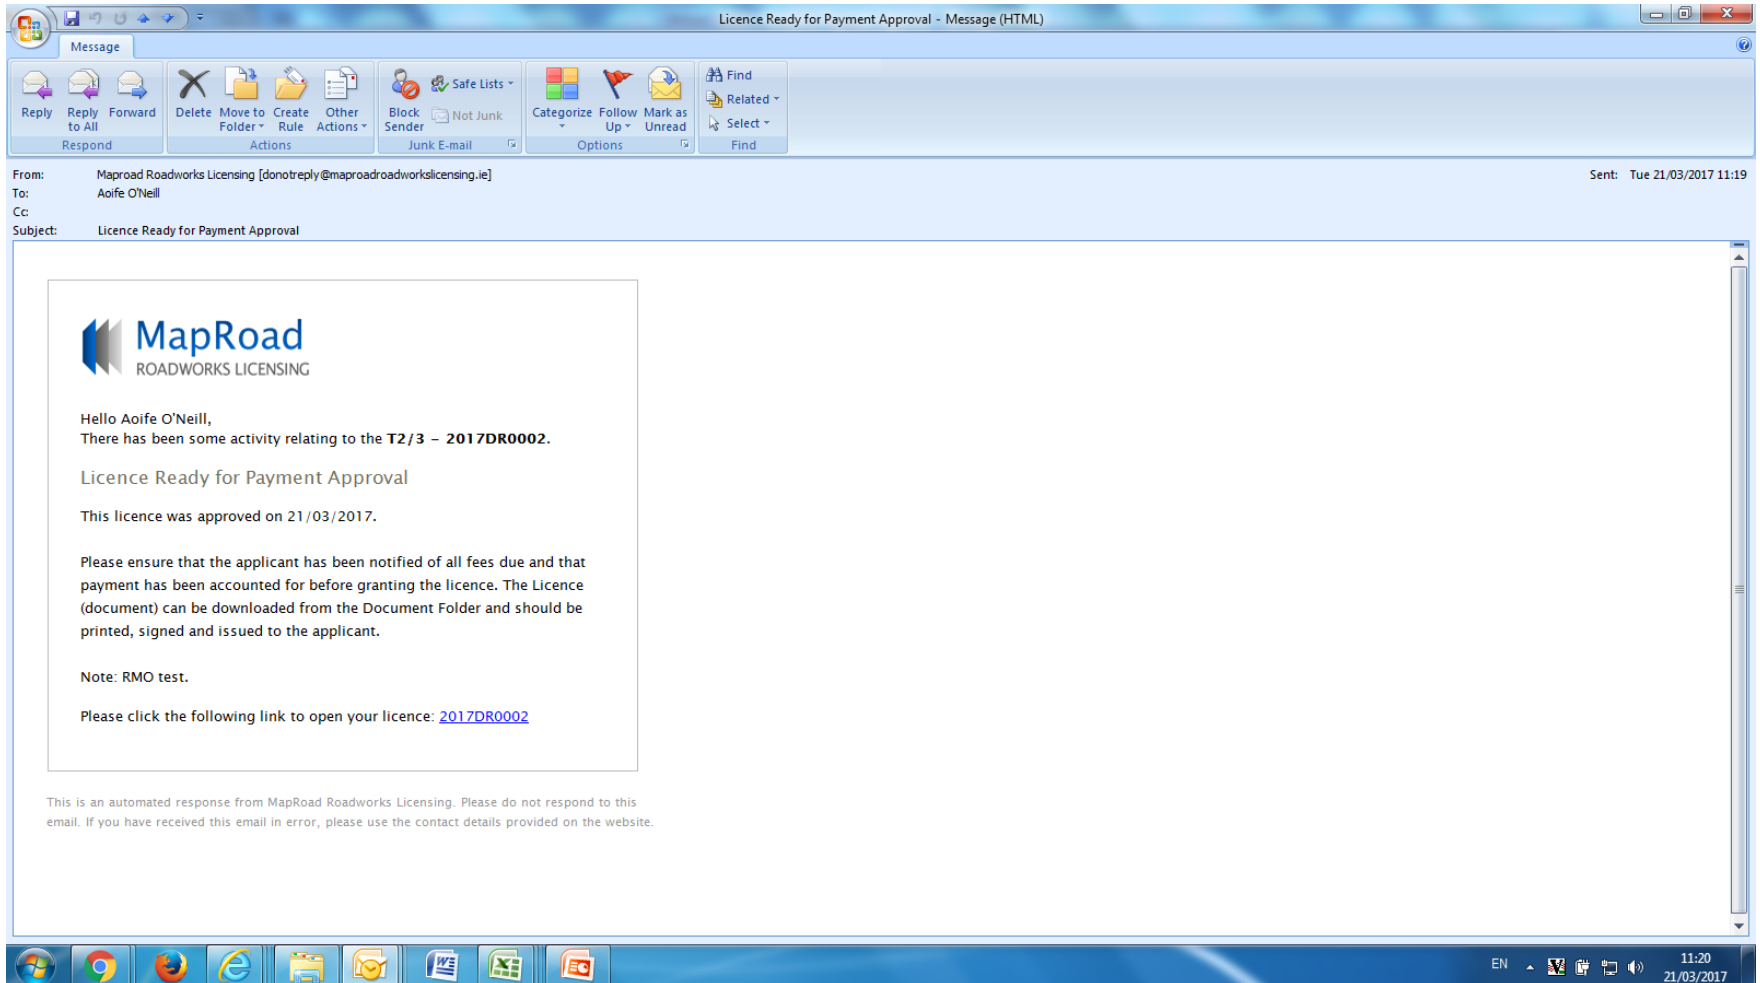 Licence Ready for Payment Approval - Message (HTML)
Message
Reply
Reply to All
Forward
Respond
Delete
Move to Folder
Create Rule
Other Actions
Actions
Block Sender
Safe Lists
Not Junk
Junk E-mail
Categorize
Follow Up
Mark as Unread
Options
Find
Related
Select
Find
From: Maproad Roadworks Licensing [donotreply@maproadroadworkslicensing.ie]
Sent: Tue 21/03/2017 11:19
To: Aoife O'Neill
Cc:
Subject: Licence Ready for Payment Approval
MapRoad
ROADWORKS LICENSING
Hello Aoife O'Neill,
There has been some activity relating to the T2/3 – 2017DR0002.
Licence Ready for Payment Approval
This licence was approved on 21/03/2017.
Please ensure that the applicant has been notified of all fees due and that
payment has been accounted for before granting the licence. The Licence
(document) can be downloaded from the Document Folder and should be
printed, signed and issued to the applicant.
Note: RMO test.
Please click the following link to open your licence: 2017DR0002
This is an automated response from MapRoad Roadworks Licensing. Please do not respond to this
email. If you have received this email in error, please use the contact details provided on the website.
EN
11:20
21/03/2017